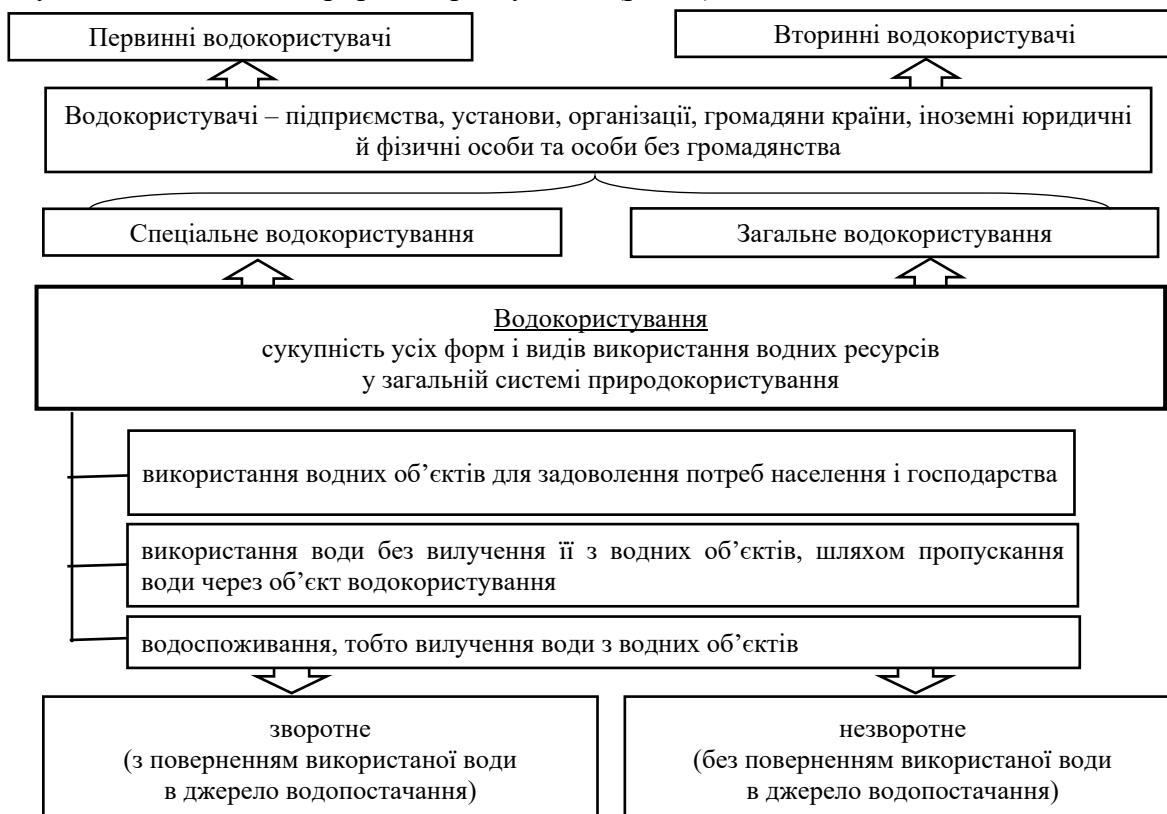 Первинні водокористувачі
Вторинні водокористувачі
Водокористувачі – підприємства, установи, організації, громадяни країни, іноземні юридичні
й фізичні особи та особи без громадянства
Спеціальне водокористування
Загальне водокористування
Водокористування
сукупність усіх форм і видів використання водних ресурсів
у загальній системі природокористування
використання водних об’єктів для задоволення потреб населення і господарства
використання води без вилучення її з водних об’єктів, шляхом пропускання
води через об’єкт водокористування
водоспоживання, тобто вилучення води з водних об’єктів
зворотне
(з поверненням використаної води
в джерело водопостачання)
незворотне
(без поверненням використаної води
в джерело водопостачання)